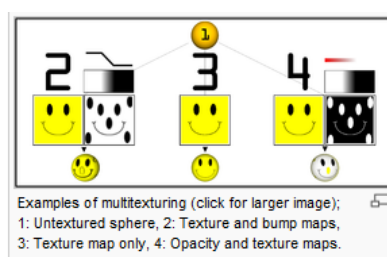 1
2 3 4
Examples of multitexturing (click for larger image);
1: Untextured sphere, 2: Texture and bump maps,
3: Texture map only, 4: Opacity and texture maps.